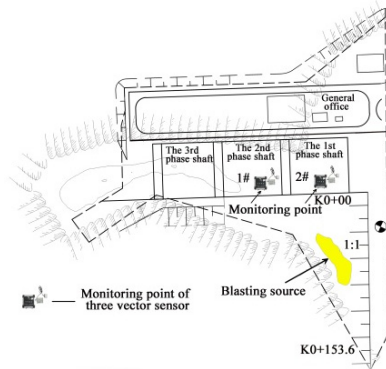 General
office
The 3rd
phase shaft
The 2nd
phase shaft
The 1st
phase shaft
1#
2#
K0+00
Monitoring point
1:1
Blasting source
Monitoring point of
three vector sensor
K0+153.6